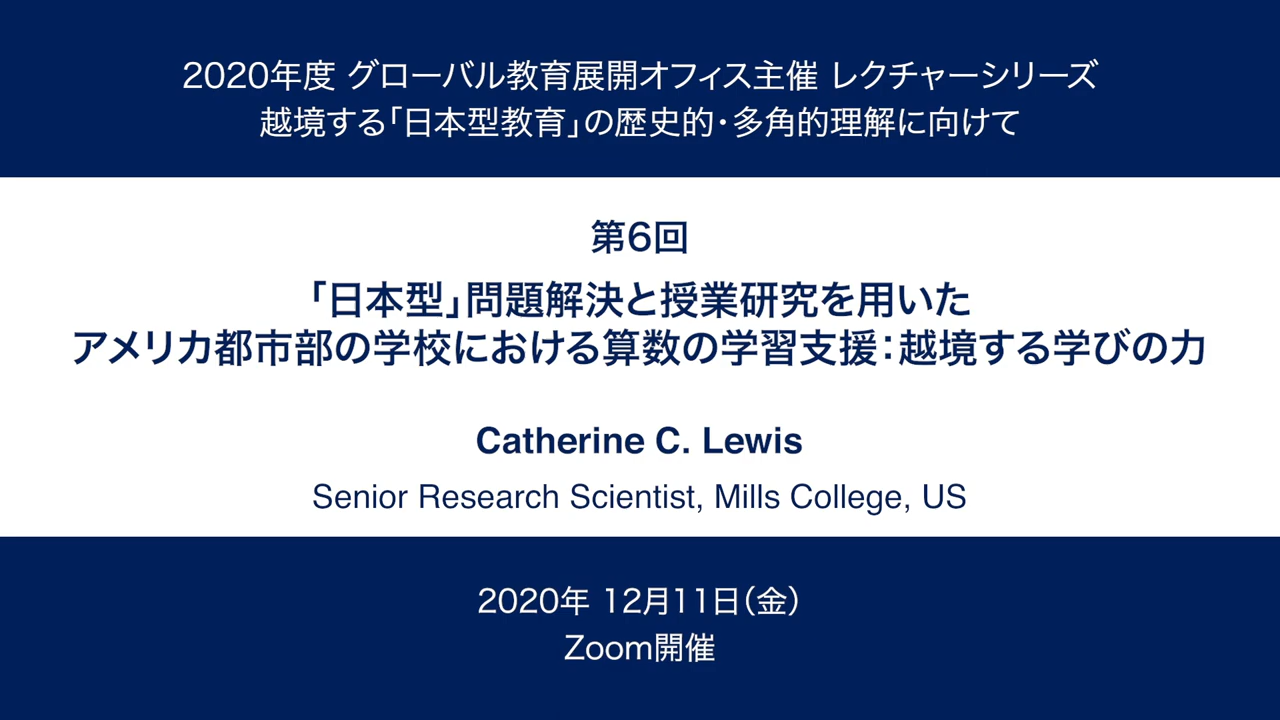 2020年度 グローバル教育展開オフィス主催 レクチャーシリーズ
越境する「日本型教育」の歴史的・多角的理解に向けて
第6回
「日本型」問題解決と授業研究を用いた
アメリカ都市部の学校における算数の学習支援：越境する学びの力
Catherine C. Lewis
Senior Research Scientist, Mills College, US
2020年 12月11日（金）
Zoom開催